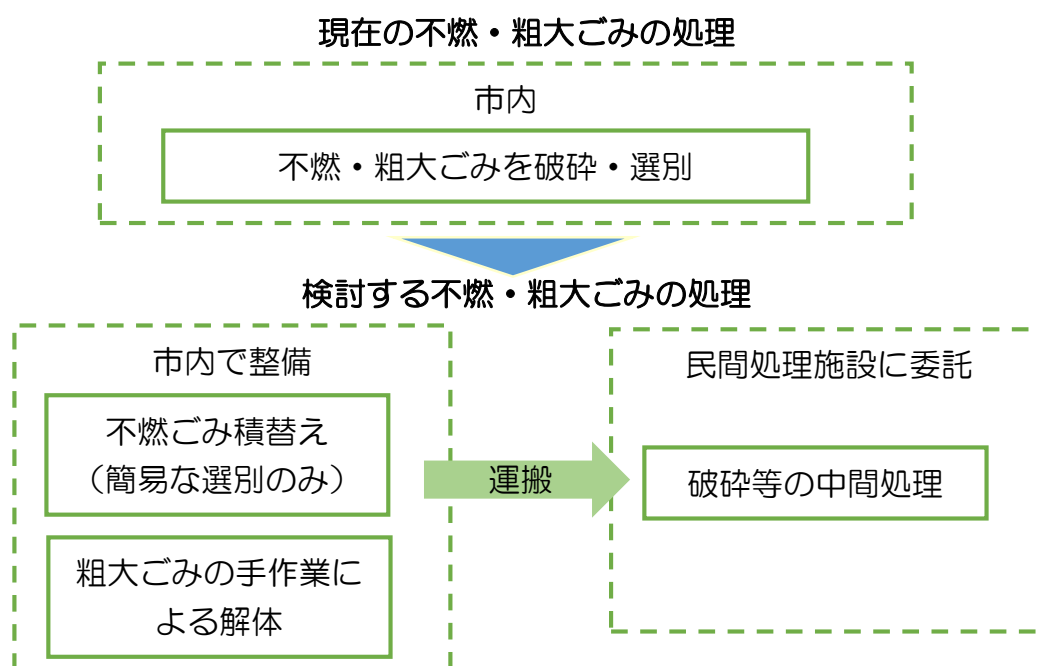 現在の不燃・粗大ごみの処理
市内
不燃・粗大ごみを破砕・選別
検討する不燃・粗大ごみの処理
市内で整備
不燃ごみ積替え
（簡易な選別のみ）
粗大ごみの手作業に
よる解体
運搬
民間処理施設に委託
破砕等の中間処理